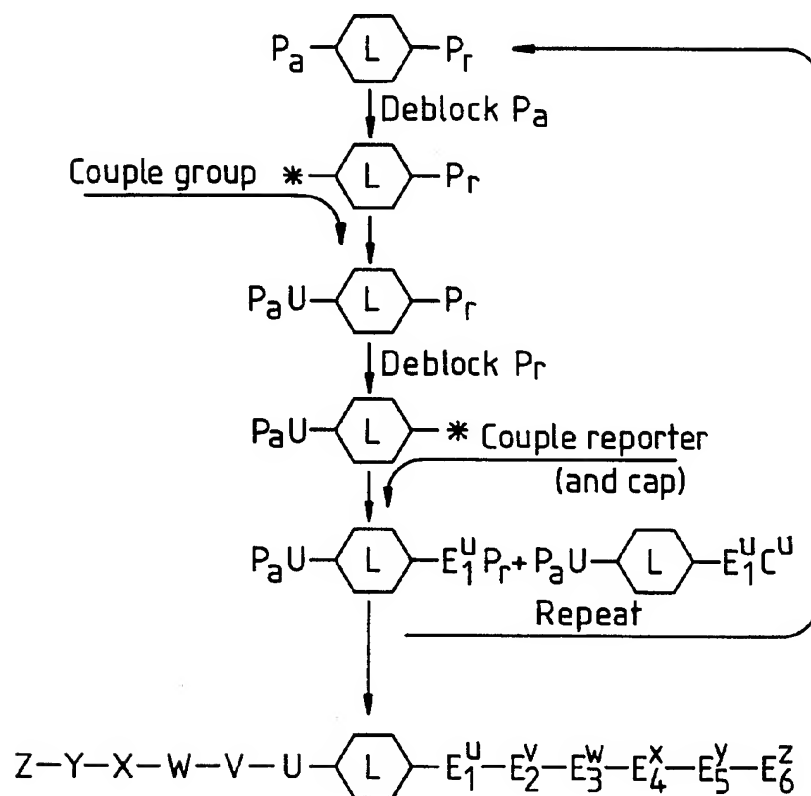 Pa—L—Pr
Deblock Pa
Couple group *—L—Pr
PaU—L—Pr
Deblock Pr
PaU—L—* Couple reporter
(and cap)
PaU—L—E₁ᵘPr+PaU—L—E₁ᵘCᵘ
Repeat
Z—Y—X—W—V—U—L—E₁ᵘ—E₂ᵛ—E₃ʷ—E₄ˣ—E₅ʸ—E₆ᶻ